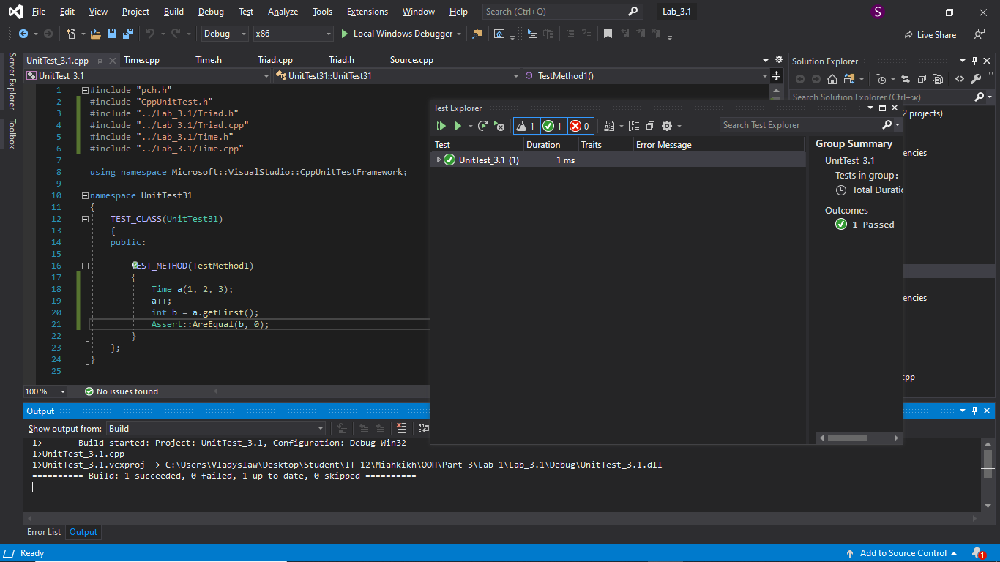 File Edit View Project Build Debug Test Analyze Tools Extensions Window Help Search (Ctrl+Q) Lab_3.1 S
Debug x86 Local Windows Debugger Live Share
Server Explorer
Toolbox
UnitTest_3.1.cpp Time.cpp Time.h Triad.cpp Triad.h Source.cpp
UnitTest_3.1 UnitTest31::UnitTest31 TestMethod1()
1 #include "pch.h"
2 #include "CppUnitTest.h"
3 #include "../Lab_3.1/Triad.h"
4 #include "../Lab_3.1/Triad.cpp"
5 #include "../Lab_3.1/Time.h"
6 #include "../Lab_3.1/Time.cpp"
7
8 using namespace Microsoft::VisualStudio::CppUnitTestFramework;
9
10 namespace UnitTest31
11 {
12 TEST_CLASS(UnitTest31)
13 {
14 public:
15
16 TEST_METHOD(TestMethod1)
17 {
18 Time a(1, 2, 3);
19 a++;
20 int b = a.getFirst();
21 Assert::AreEqual(b, 0);
22 }
23 };
24 }
25
100 % No issues found
Test Explorer
1 1 0 Search Test Explorer
Test Duration Traits Error Message
UnitTest_3.1 (1) 1 ms
Group Summary
UnitTest_3.1
Tests in group:
Total Duratio
Outcomes
1 Passed
Solution Explorer
Search Solution Explorer (Ctrl+ж)
2 projects)
encies
encies
cpp
Output
Show output from: Build
1>------ Build started: Project: UnitTest_3.1, Configuration: Debug Win32 ----
1>UnitTest_3.1.cpp
1>UnitTest_3.1.vcxproj -> C:\Users\Vladyslaw\Desktop\Student\IT-12\Miahkikh\ООП\Part 3\Lab 1\Lab_3.1\Debug\UnitTest_3.1.dll
========== Build: 1 succeeded, 0 failed, 1 up-to-date, 0 skipped ==========
Error List Output
Ready Add to Source Control 1